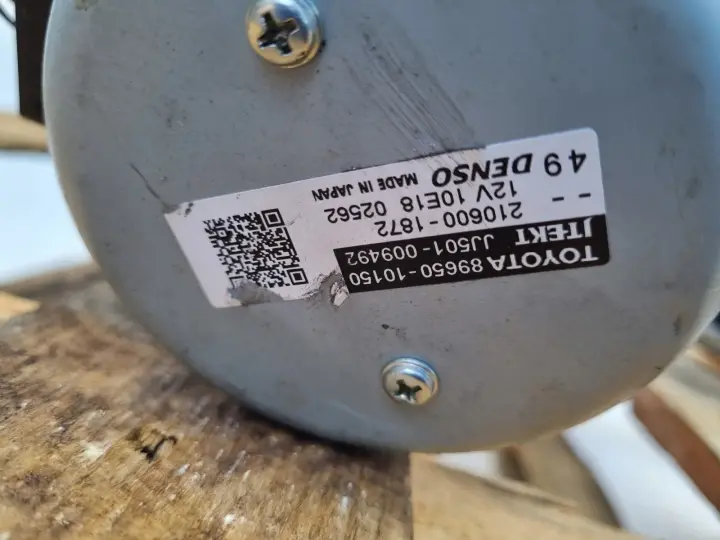 TOYOTA 89650-10150
JTEKT JJ501-009492
210600-1872
-- 12V 10E18 02562
49 DENSO MADE IN JAPAN